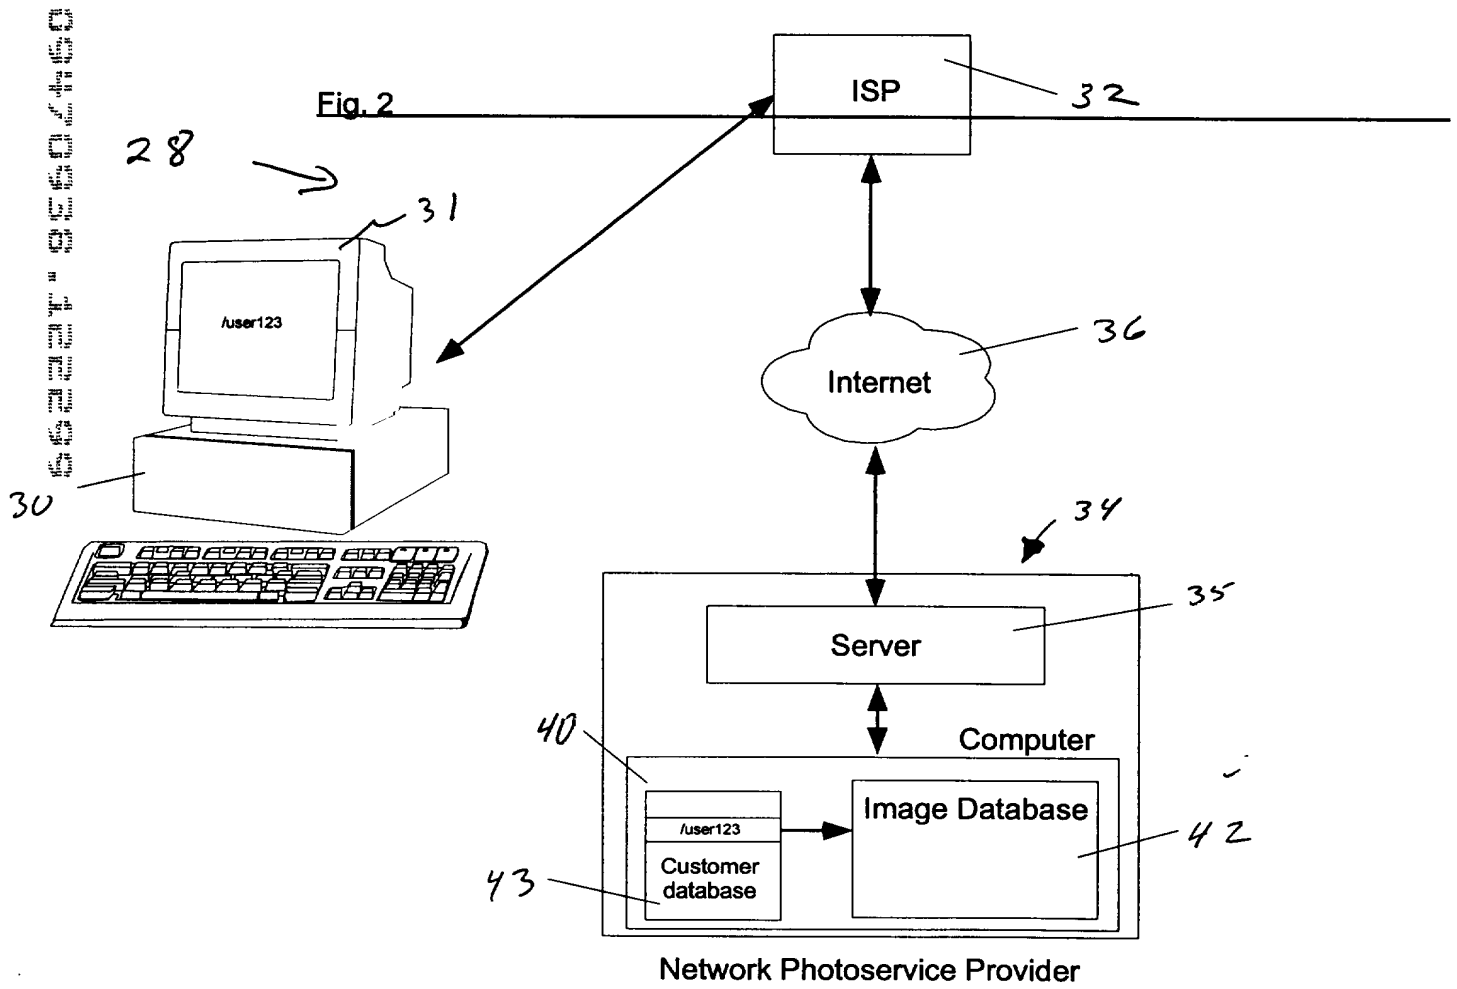 ISP
32
Fig. 2
28
31
/user123
36
Internet
30
34
35
Server
40
Computer
Image Database
/user123
42
Customer
database
43
Network Photoservice Provider